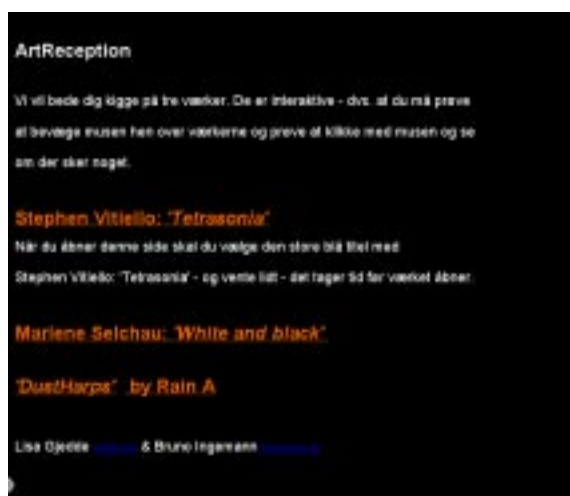 ArtReception
Vi vil bede dig kigge på tre værker. De er interaktive - dvs. at du må prøve
at bevæge musen hen over værkerne og prøve at klikke med musen og se
om der sker noget.
Stephen Vitiello: "Tetrasonia"
Når du åbner denne side skal du vælge den store blå titel med
Stephen Vitiello: 'Tetrasonia' - og vente lidt - det tager tid før værket åbner.
Marlene Selchau: "White and black"
"DustHarps" by Rain A
Lisa Gjedde & Bruno Ingemann